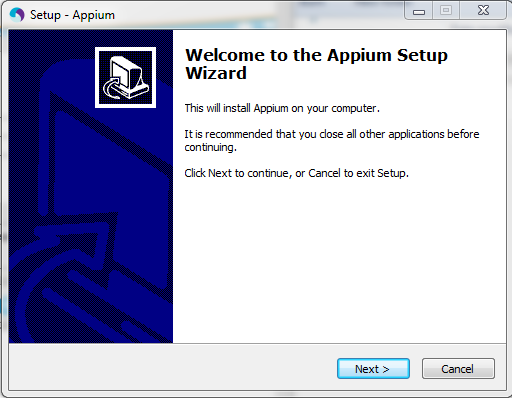 Setup - Appium
Welcome to the Appium Setup
Wizard
This will install Appium on your computer.
It is recommended that you close all other applications before
continuing.
Click Next to continue, or Cancel to exit Setup.
Next >
Cancel